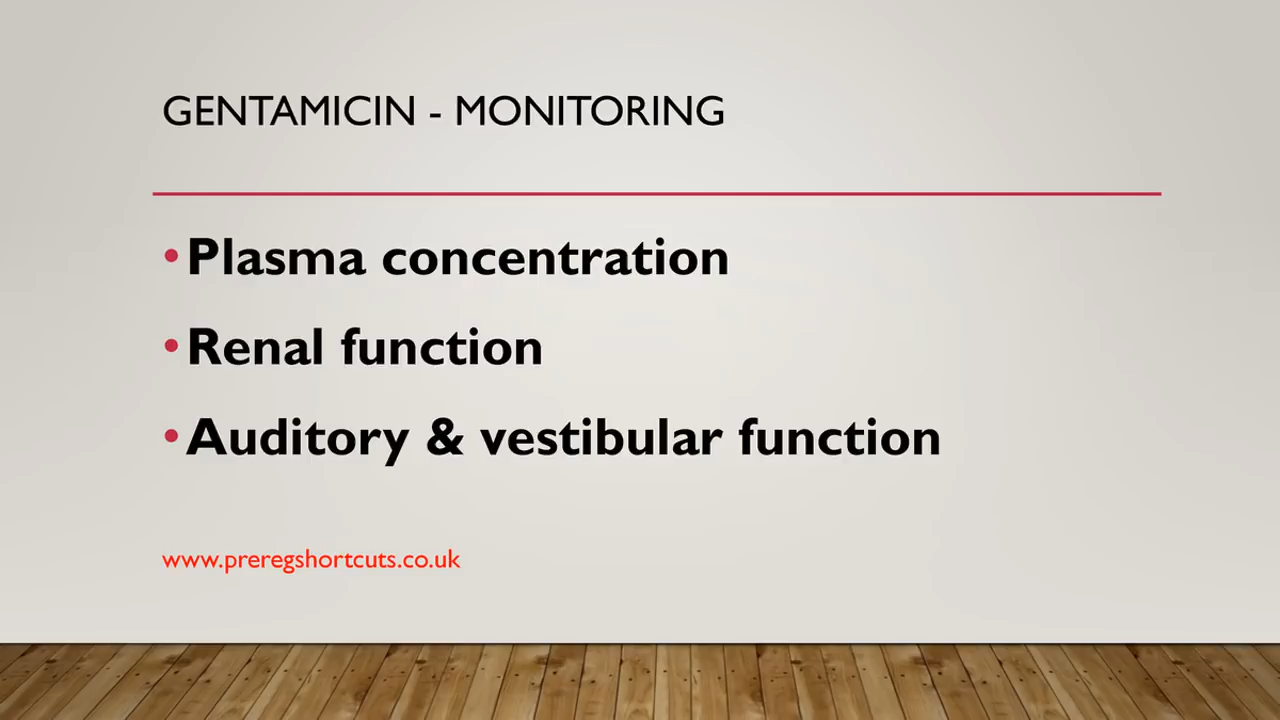 GENTAMICIN - MONITORING
•Plasma concentration
•Renal function
•Auditory & vestibular function
www.preregshortcuts.co.uk